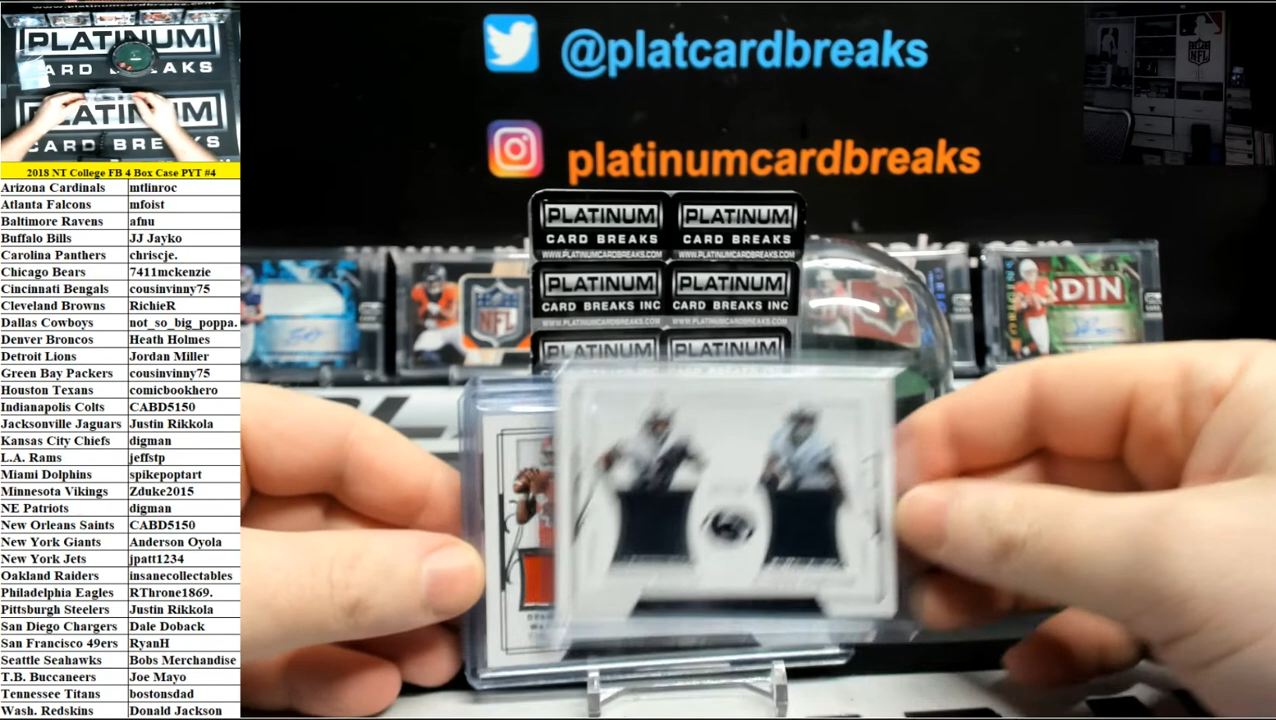 PLATINUM
CARD BREAKS
PLATINUM
CARD BREAKS
2018 NT College FB 4 Box Case PYT #4
Arizona Cardinals mtlinroc
Atlanta Falcons mfoist
Baltimore Ravens afnu
Buffalo Bills JJ Jayko
Carolina Panthers chriscje.
Chicago Bears 7411mckenzie
Cincinnati Bengals cousinvinny75
Cleveland Browns RichieR
Dallas Cowboys not_so_big_poppa.
Denver Broncos Heath Holmes
Detroit Lions Jordan Miller
Green Bay Packers cousinvinny75
Houston Texans comicbookhero
Indianapolis Colts CABD5150
Jacksonville Jaguars Justin Rikkola
Kansas City Chiefs digman
L.A. Rams jeffstp
Miami Dolphins spikepoptart
Minnesota Vikings Zduke2015
NE Patriots digman
New Orleans Saints CABD5150
New York Giants Anderson Oyola
New York Jets jpatt1234
Oakland Raiders insanecollectables
Philadelphia Eagles RThrone1869.
Pittsburgh Steelers Justin Rikkola
San Diego Chargers Dale Doback
San Francisco 49ers RyanH
Seattle Seahawks Bobs Merchandise
T.B. Buccaneers Joe Mayo
Tennessee Titans bostonsdad
Wash. Redskins Donald Jackson
@platcardbreaks
platinumcardbreaks
PLATINUM PLATINUM
CARD BREAKS CARD BREAKS
WWW.PLATINUMCARDBREAKS.COM WWW.PLATINUMCARDBREAKS.COM
PLATINUM PLATINUM
CARD BREAKS INC CARD BREAKS INC
WWW.PLATINUMCARDBREAKS.COM WWW.PLATINUMCARDBREAKS.COM
PLATINUM PLATINUM
NFL
RDIN
NFL